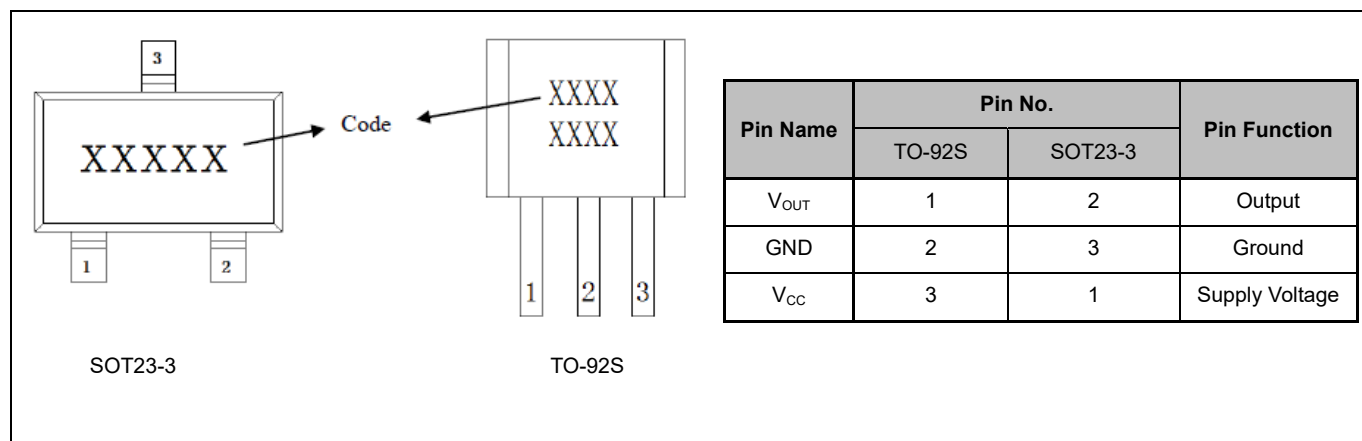 3
XXXXX
1
2
SOT23-3
Code
XXXX
XXXX
1 2 3
TO-92S
Pin Name Pin No. Pin Function
TO-92S SOT23-3
VOUT 1 2 Output
GND 2 3 Ground
VCC 3 1 Supply Voltage